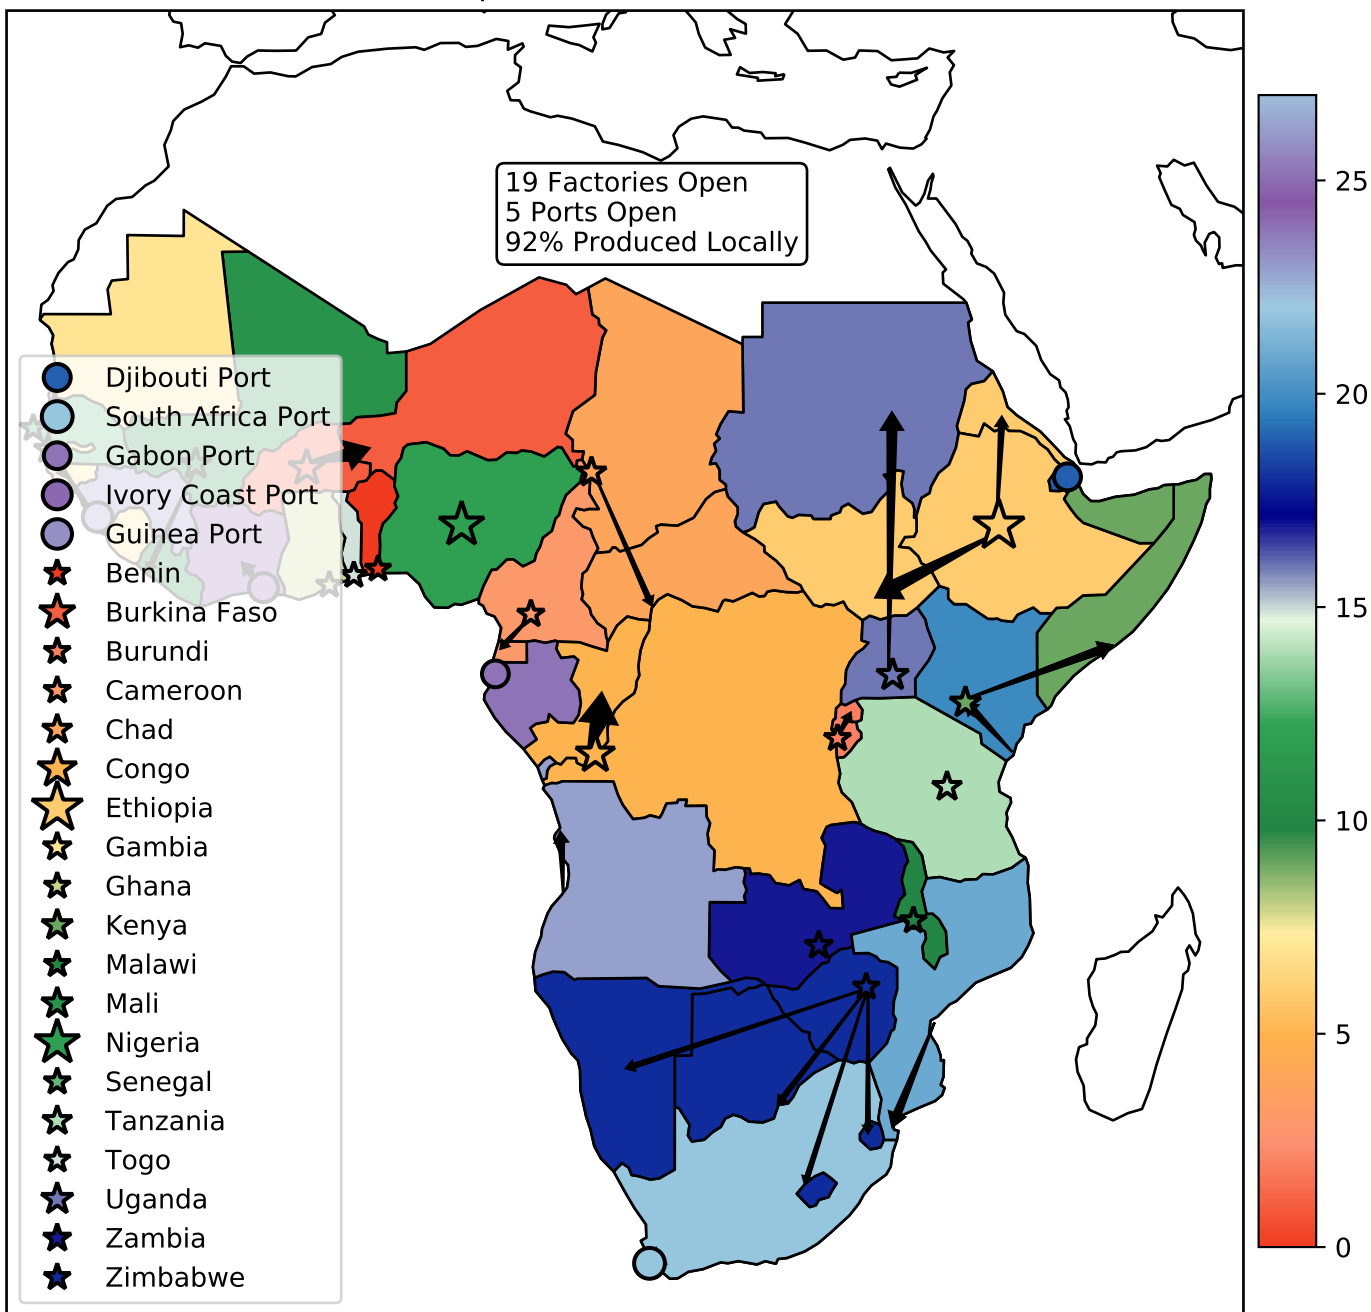 19 Factories Open
5 Ports Open
92% Produced Locally
Djibouti Port
South Africa Port
Gabon Port
Ivory Coast Port
Guinea Port
Benin
Burkina Faso
Burundi
Cameroon
Chad
Congo
Ethiopia
Gambia
Ghana
Kenya
Malawi
Mali
Nigeria
Senegal
Tanzania
Togo
Uganda
Zambia
Zimbabwe
25
20
15
10
5
0